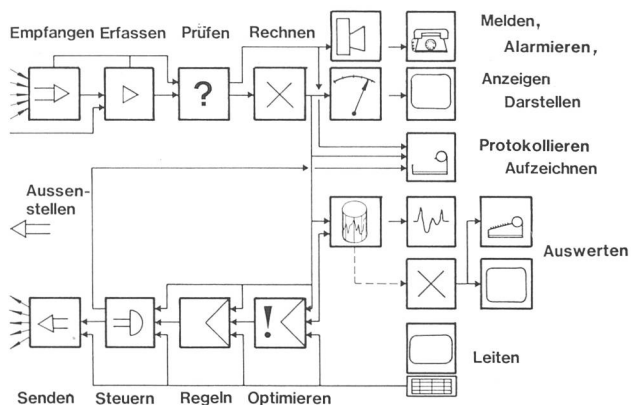 Empfangen Erfassen Prüfen Rechnen
Melden,
Alarmieren,
Anzeigen
Darstellen
?
Protokollieren
Aufzeichnen
Aussen-
stellen
Auswerten
!
Leiten
Senden Steuern Regeln Optimieren